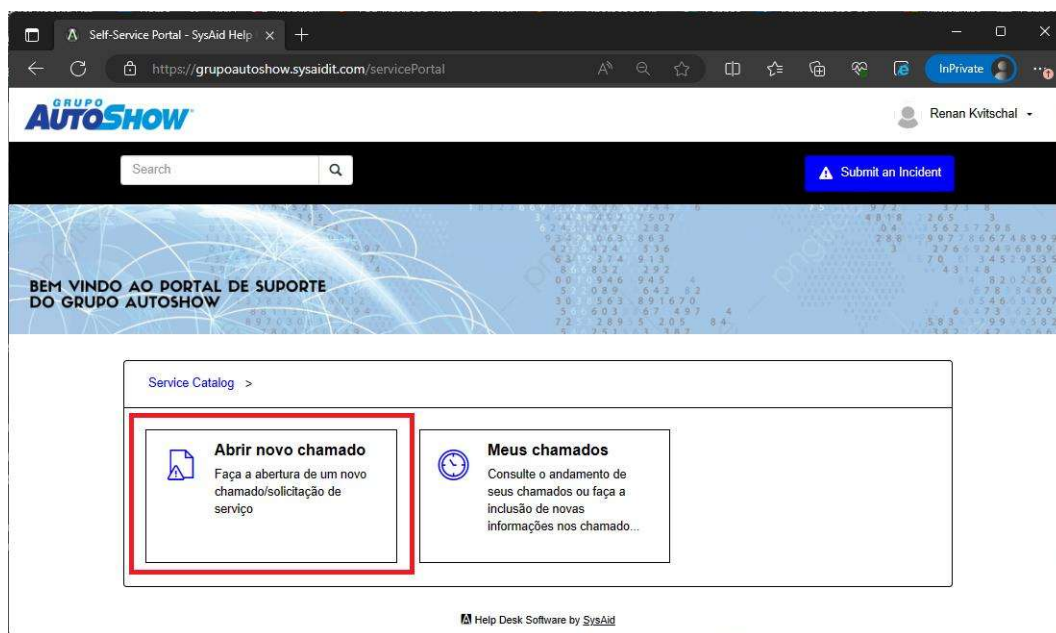 Self-Service Portal - SysAid Help
https://grupoautoshow.sysaidit.com/servicePortal
InPrivate
GRUPO
AUTOSHOW
Renan Kvitschal
Search
Submit an Incident
BEM VINDO AO PORTAL DE SUPORTE
DO GRUPO AUTOSHOW
Service Catalog >
Abrir novo chamado
Faça a abertura de um novo
chamado/solicitação de
serviço
Meus chamados
Consulte o andamento de
seus chamados ou faça a
inclusão de novas
informações nos chamado...
Help Desk Software by SysAid